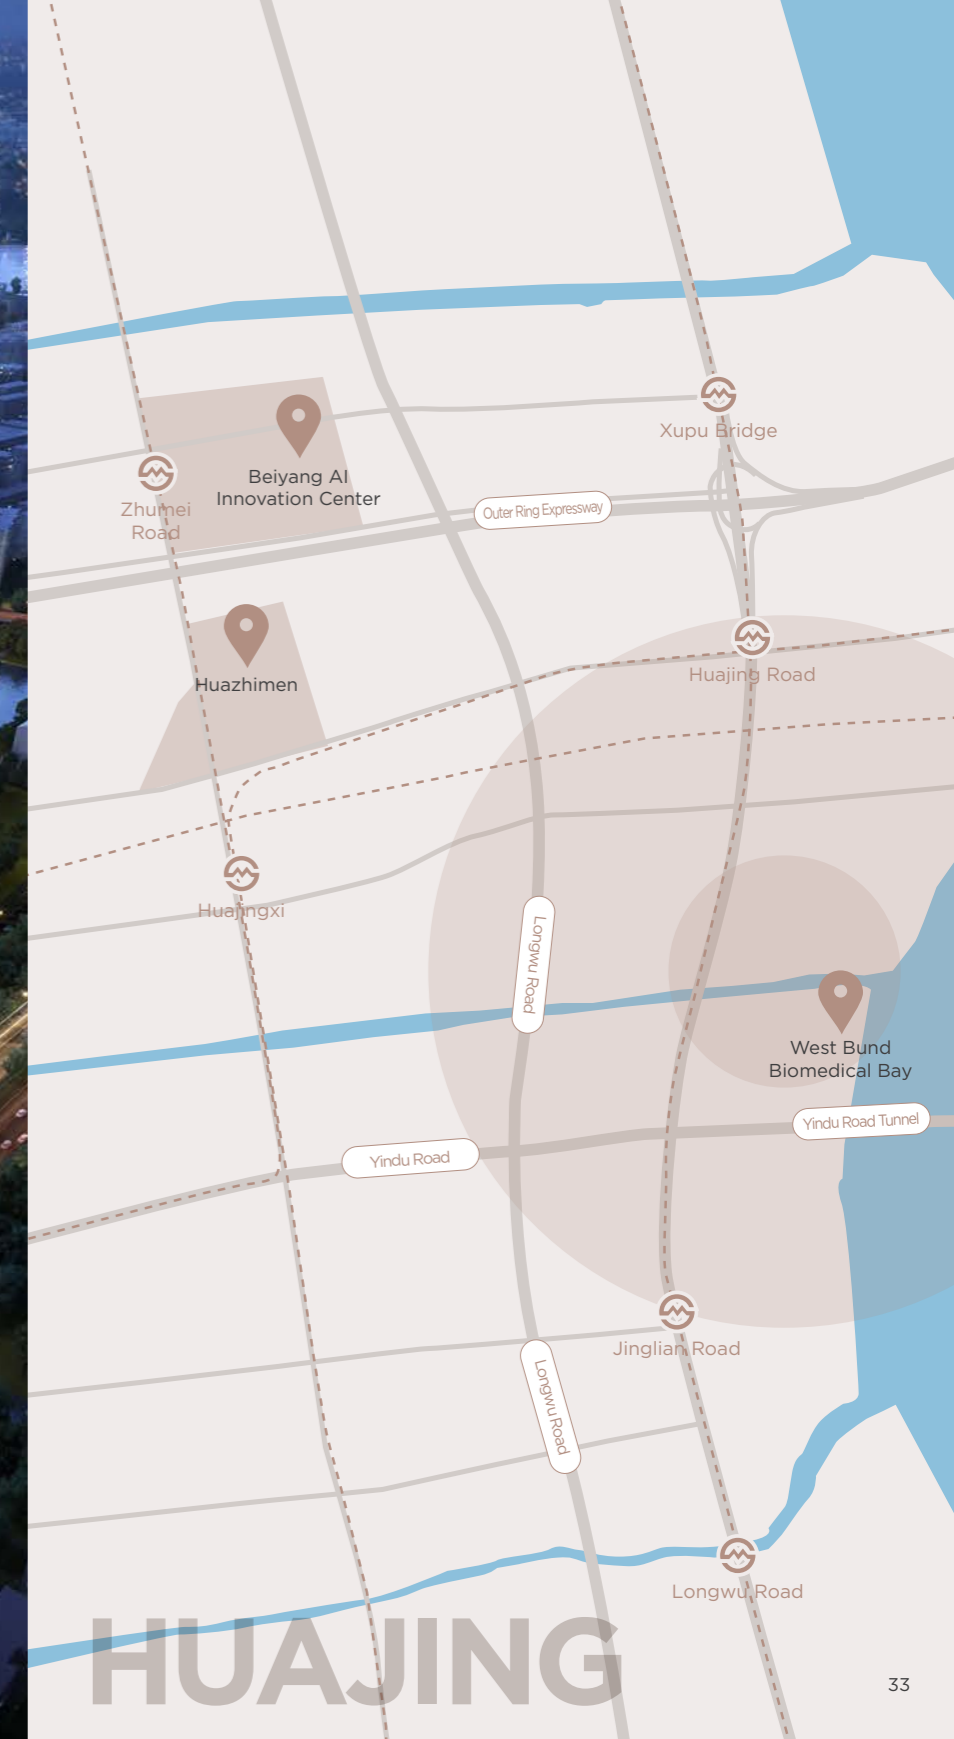 Xupu Bridge
Beiyang AI
Innovation Center
Zhumei
Road
Outer Ring Expressway
Huajing Road
Huazhimen
Huajingxi
Longwu Road
West Bund
Biomedical Bay
Yindu Road Tunnel
Yindu Road
Jinglian Road
Longwu Road
Longwu Road
HUAJING
33